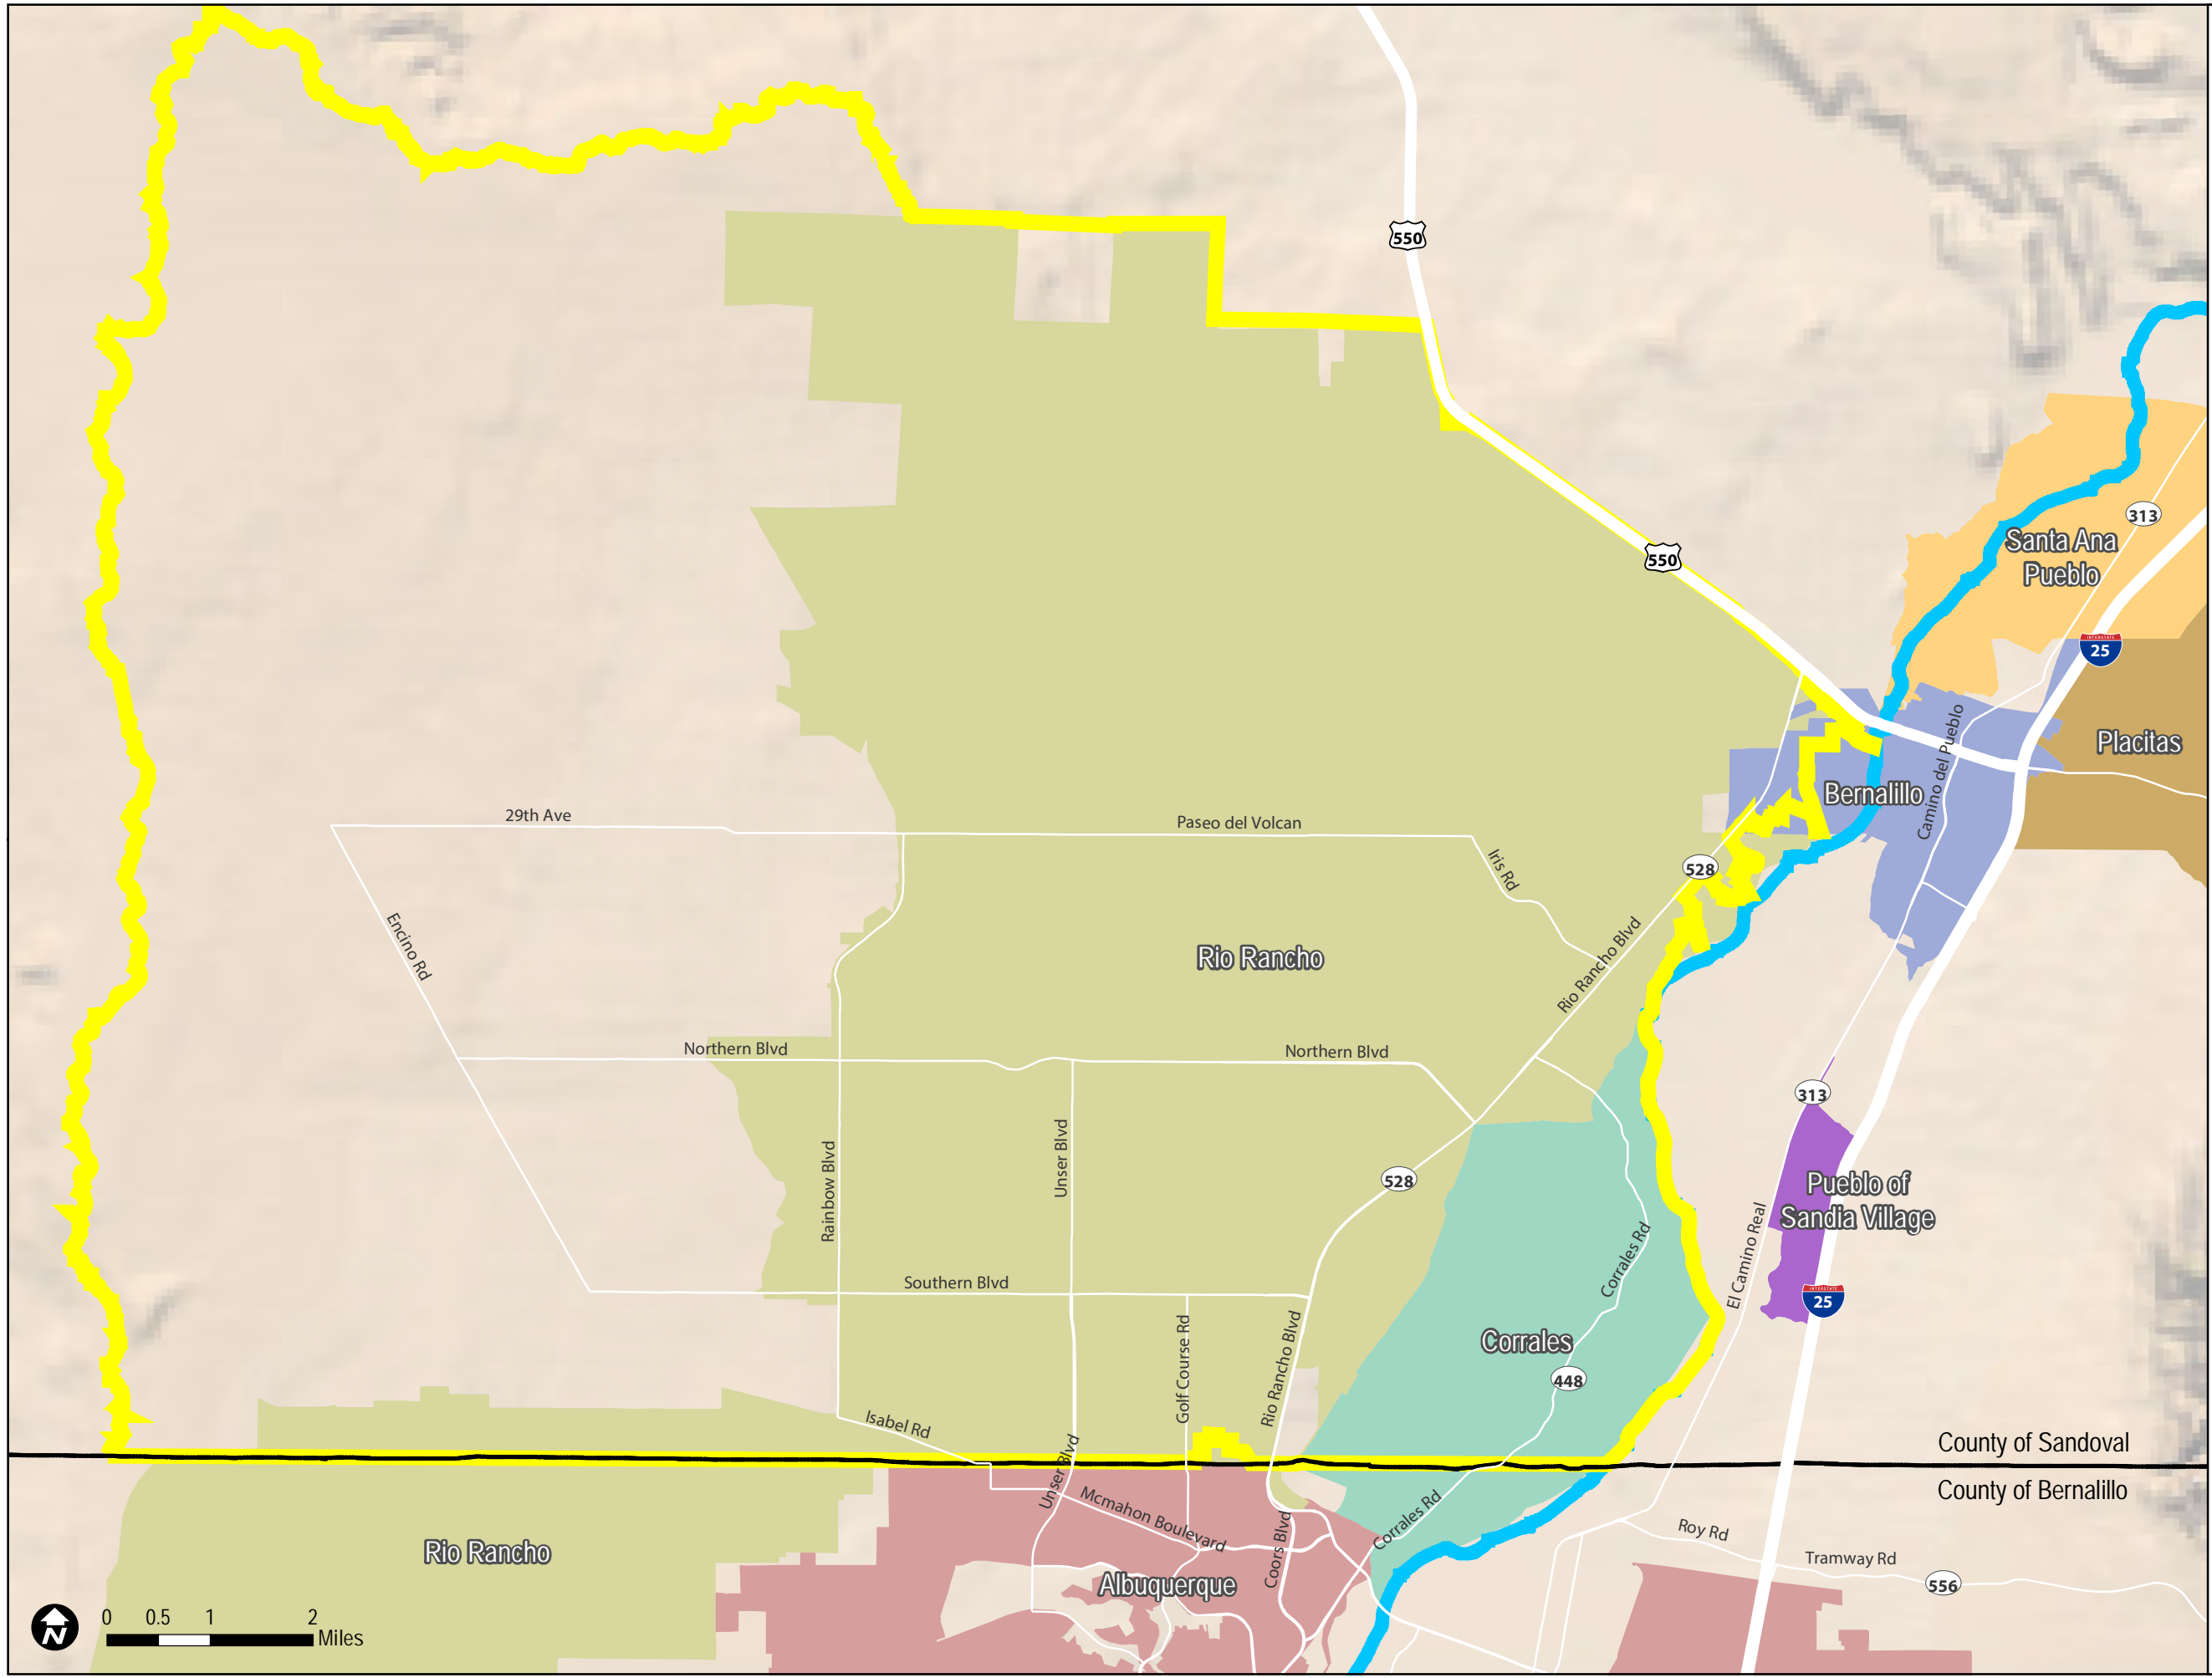 550
550
313
Santa Ana
Pueblo
INTERSTATE
25
Placitas
Camino del Pueblo
Bernalillo
29th Ave
Paseo del Volcan
Iris Rd
528
Encino Rd
Rio Rancho
Rio Rancho Blvd
Northern Blvd
Northern Blvd
313
Unser Blvd
Rainbow Blvd
528
Pueblo of
Sandia Village
Corrales Rd
El Camino Real
Southern Blvd
INTERSTATE
25
Golf Course Rd
Rio Rancho Blvd
Corrales
448
Isabel Rd
County of Sandoval
County of Bernalillo
Unser Blvd
Mcmahon Boulevard
Corrales Rd
Coors Blvd
Roy Rd
Tramway Rd
556
Rio Rancho
Albuquerque
N
0 0.5 1 2
Miles